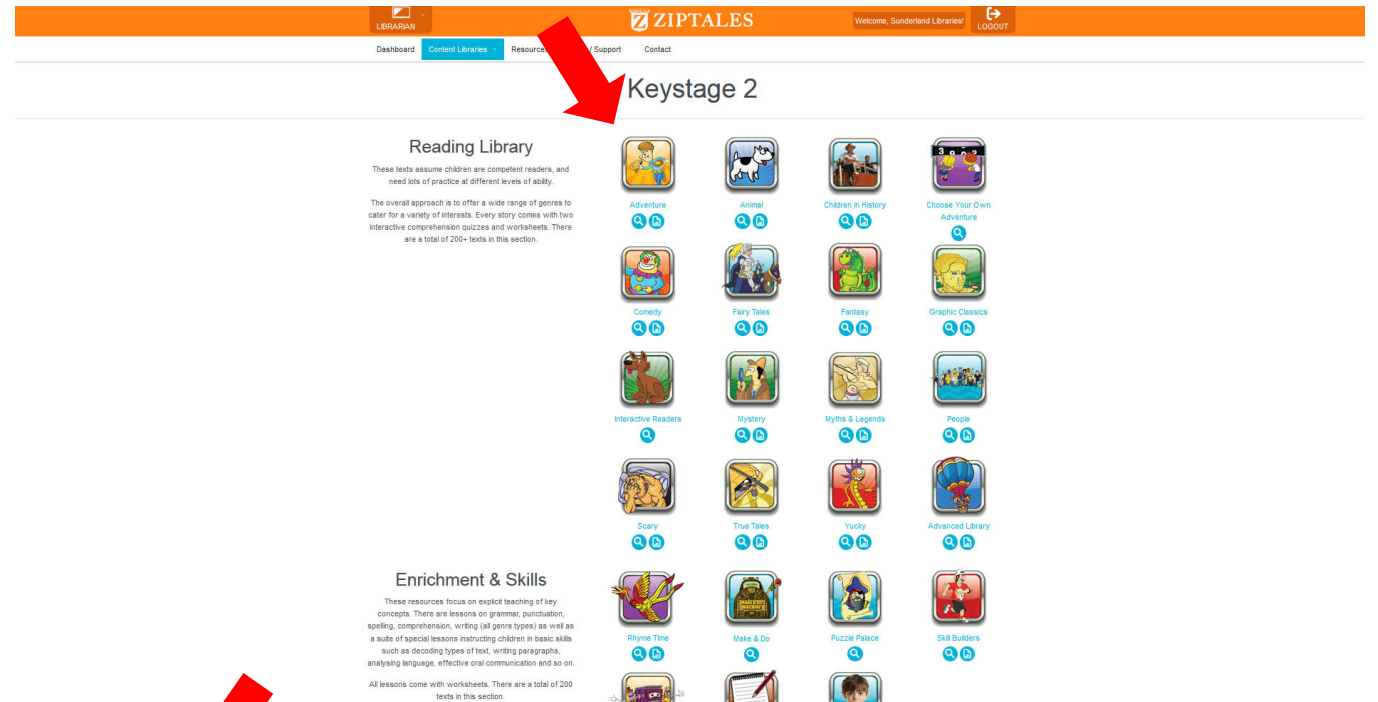 LIBRARIAN
ZIPTALES
Welcome, Sunderland Libraries!
LOGOUT
Dashboard
Content Libraries
Resources
/ Support
Contact
Keystage 2
Reading Library
These texts assume children are competent readers, and
need lots of practice at different levels of ability.
The overall approach is to offer a wide range of genres to
cater for a variety of interests. Every story comes with two
interactive comprehension quizzes and worksheets. There
are a total of 200+ texts in this section.
Adventure
Animal
Children in History
Choose Your Own
Adventure
Comedy
Fairy Tales
Fantasy
Graphic Classics
Interactive Readers
Mystery
Myths & Legends
People
Scary
True Tales
Yucky
Advanced Library
Enrichment & Skills
These resources focus on explicit teaching of key
concepts. There are lessons on grammar, punctuation,
spelling, comprehension, writing (all genre types) as well as
a suite of special lessons instructing children in basic skills
such as decoding types of text, writing paragraphs,
analysing language, effective oral communication and so on.
All lessons come with worksheets. There are a total of 200
texts in this section.
Rhyme Time
Make & Do
Puzzle Palace
Skill Builders